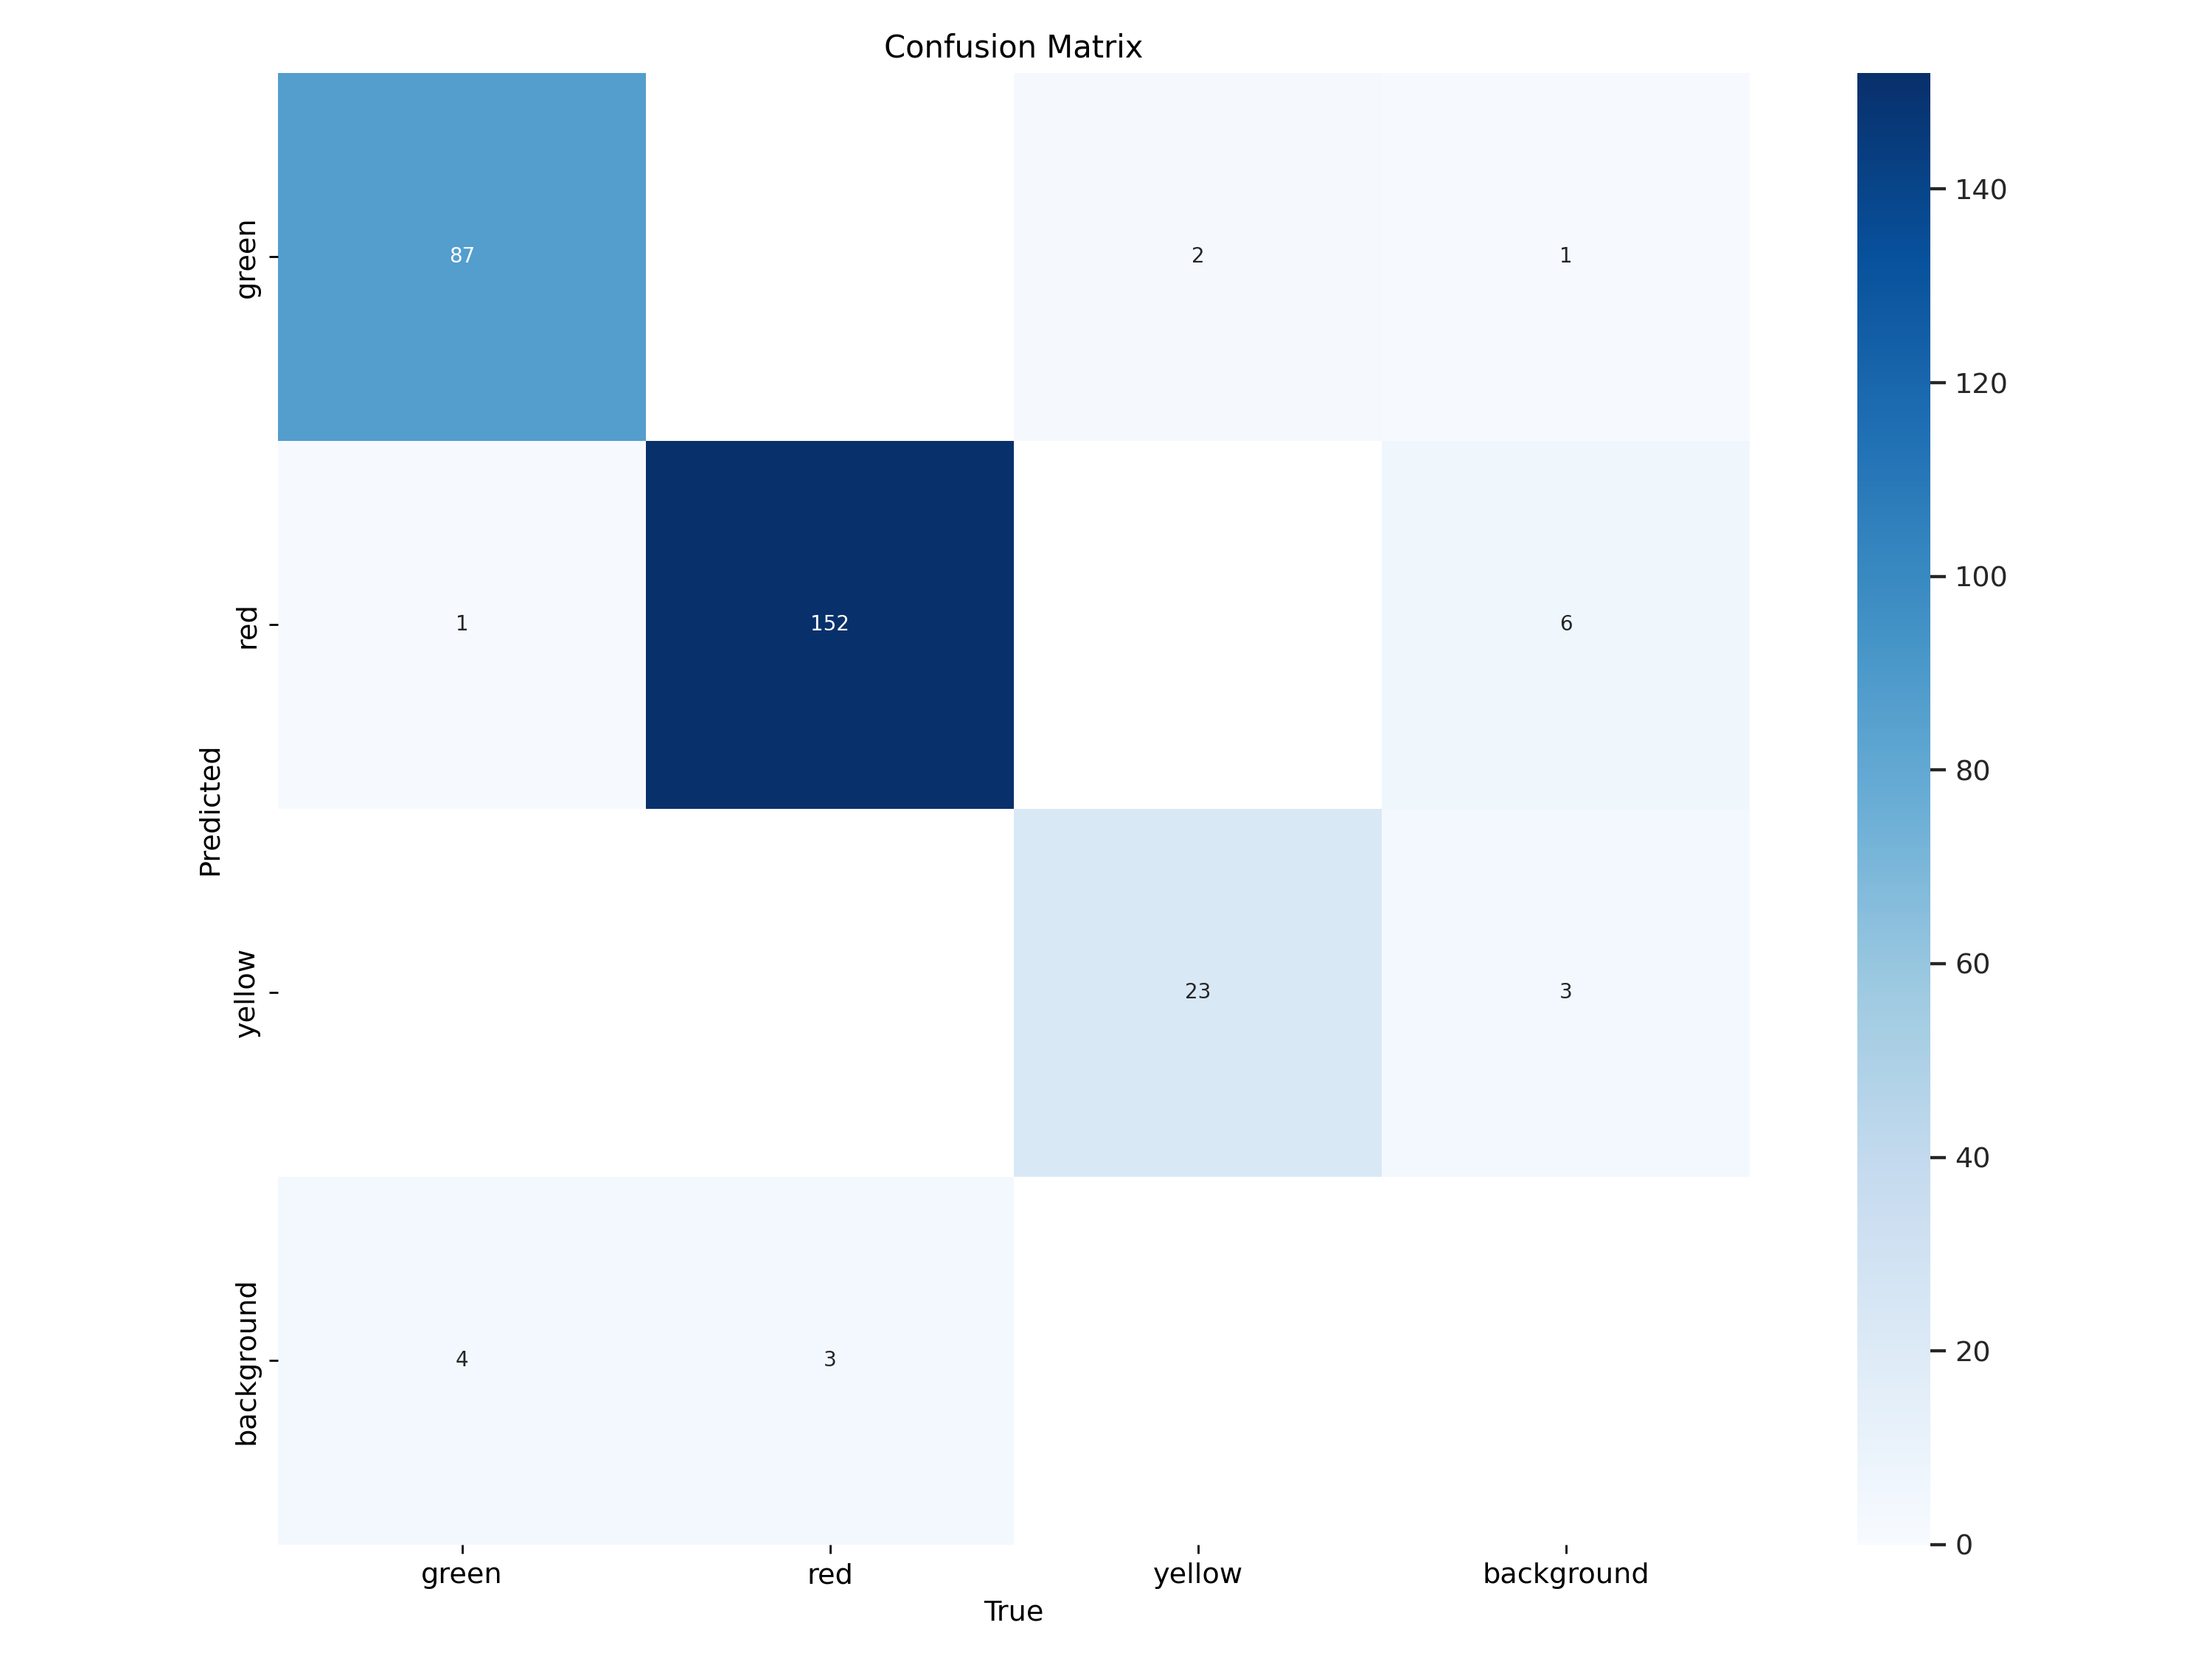 Confusion Matrix
Predicted
green
87
2
1
red
1
152
6
yellow
23
3
background
4
3
green
red
yellow
background
True
140
120
100
80
60
40
20
0